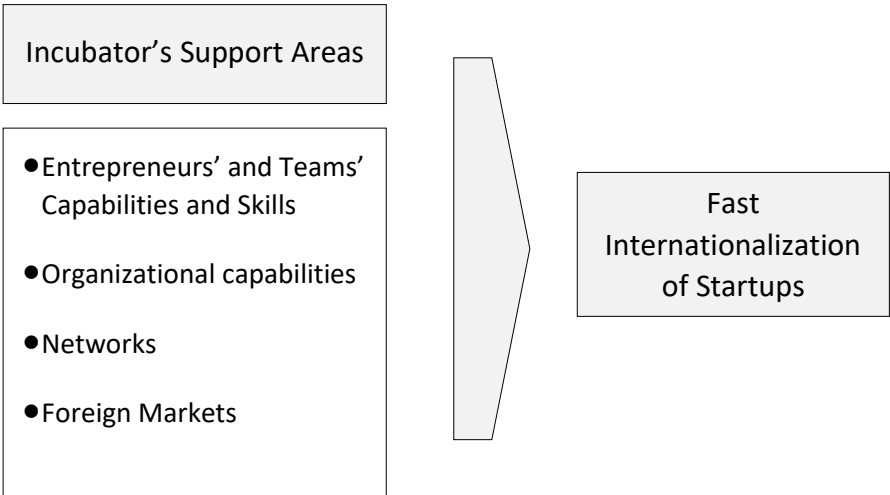 Incubator’s Support Areas
●Entrepreneurs’ and Teams’
Capabilities and Skills
●Organizational capabilities
●Networks
●Foreign Markets
Fast
Internationalization
of Startups